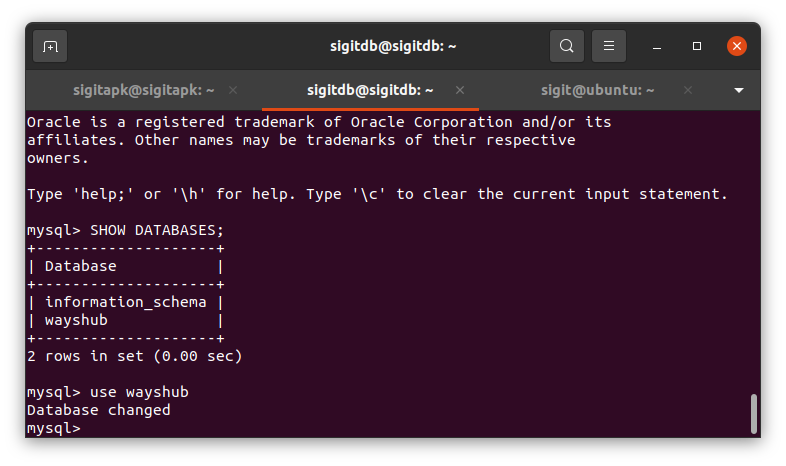 sigitdb@sigitdb: ~
sigitapk@sigitapk: ~
sigitdb@sigitdb: ~
sigit@ubuntu: ~
Oracle is a registered trademark of Oracle Corporation and/or its
affiliates. Other names may be trademarks of their respective
owners.
Type 'help;' or '\h' for help. Type '\c' to clear the current input statement.
mysql> SHOW DATABASES;
+--------------------+
| Database           |
+--------------------+
| information_schema |
| wayshub            |
+--------------------+
2 rows in set (0.00 sec)
mysql> use wayshub
Database changed
mysql>